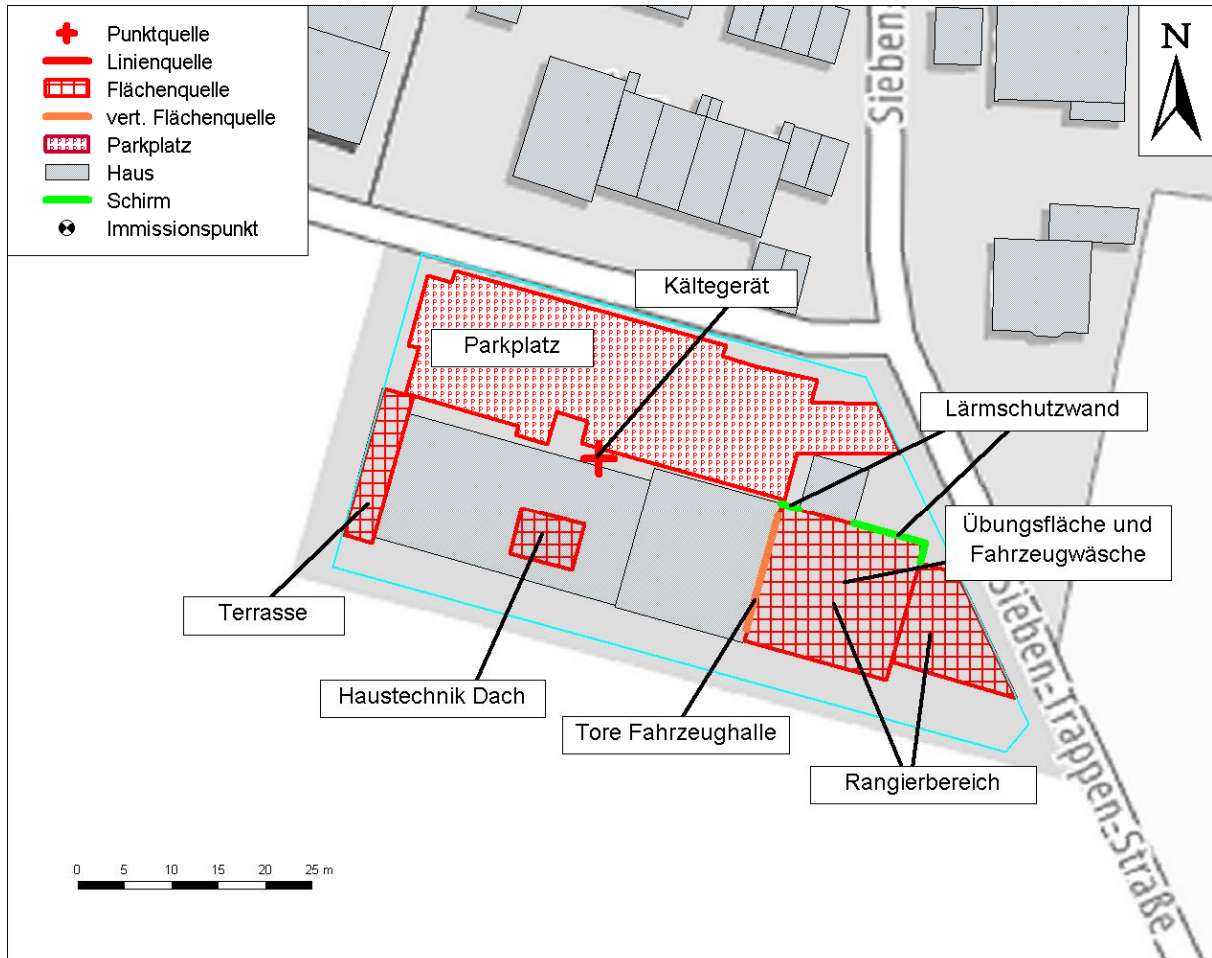 Punktquelle
Linienquelle
Flächenquelle
vert. Flächenquelle
Parkplatz
Haus
Schirm
Immissionspunkt
N
Sieben-
Kältegerät
Parkplatz
Lärmschutzwand
Übungsfläche und
Fahrzeugwäsche
Terrasse
Haustechnik Dach
Tore Fahrzeughalle
Rangierbereich
Sieben-Trappen-Straße
0 5 10 15 20 25 m